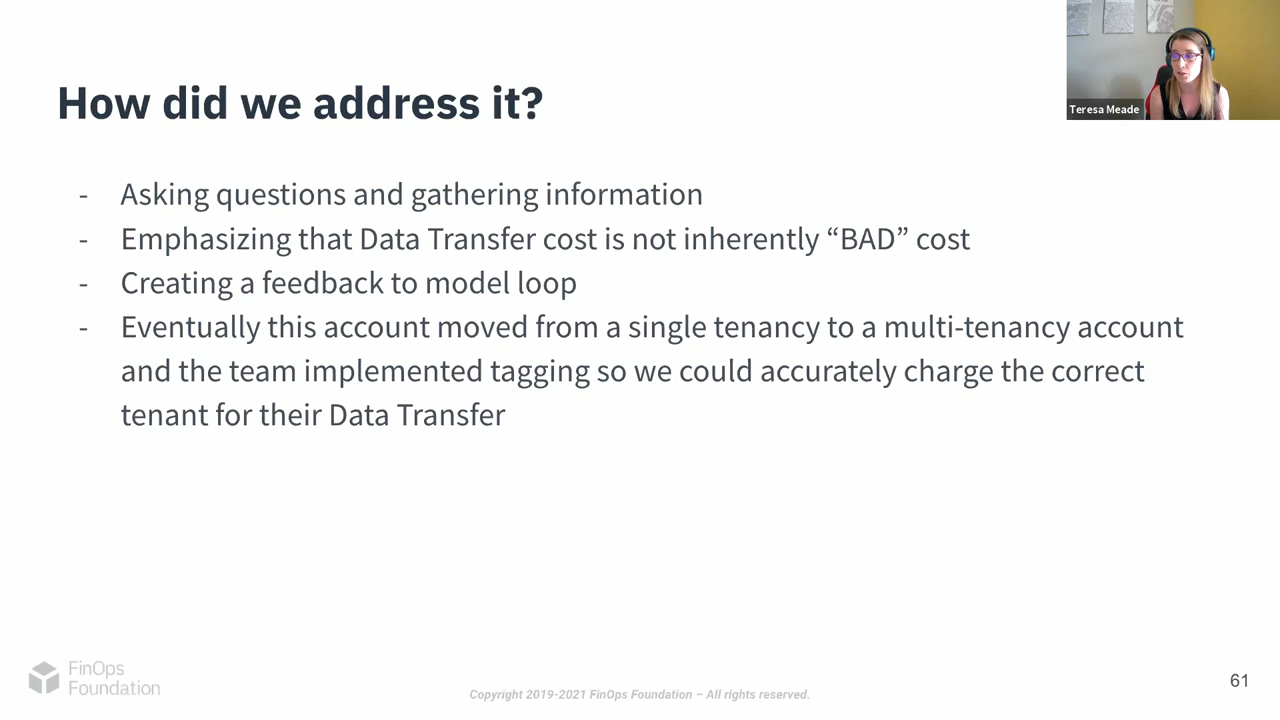 Teresa Meade
How did we address it?
- Asking questions and gathering information
- Emphasizing that Data Transfer cost is not inherently “BAD” cost
- Creating a feedback to model loop
- Eventually this account moved from a single tenancy to a multi-tenancy account
and the team implemented tagging so we could accurately charge the correct
tenant for their Data Transfer
FinOps
Foundation
Copyright 2019-2021 FinOps Foundation – All rights reserved.
61